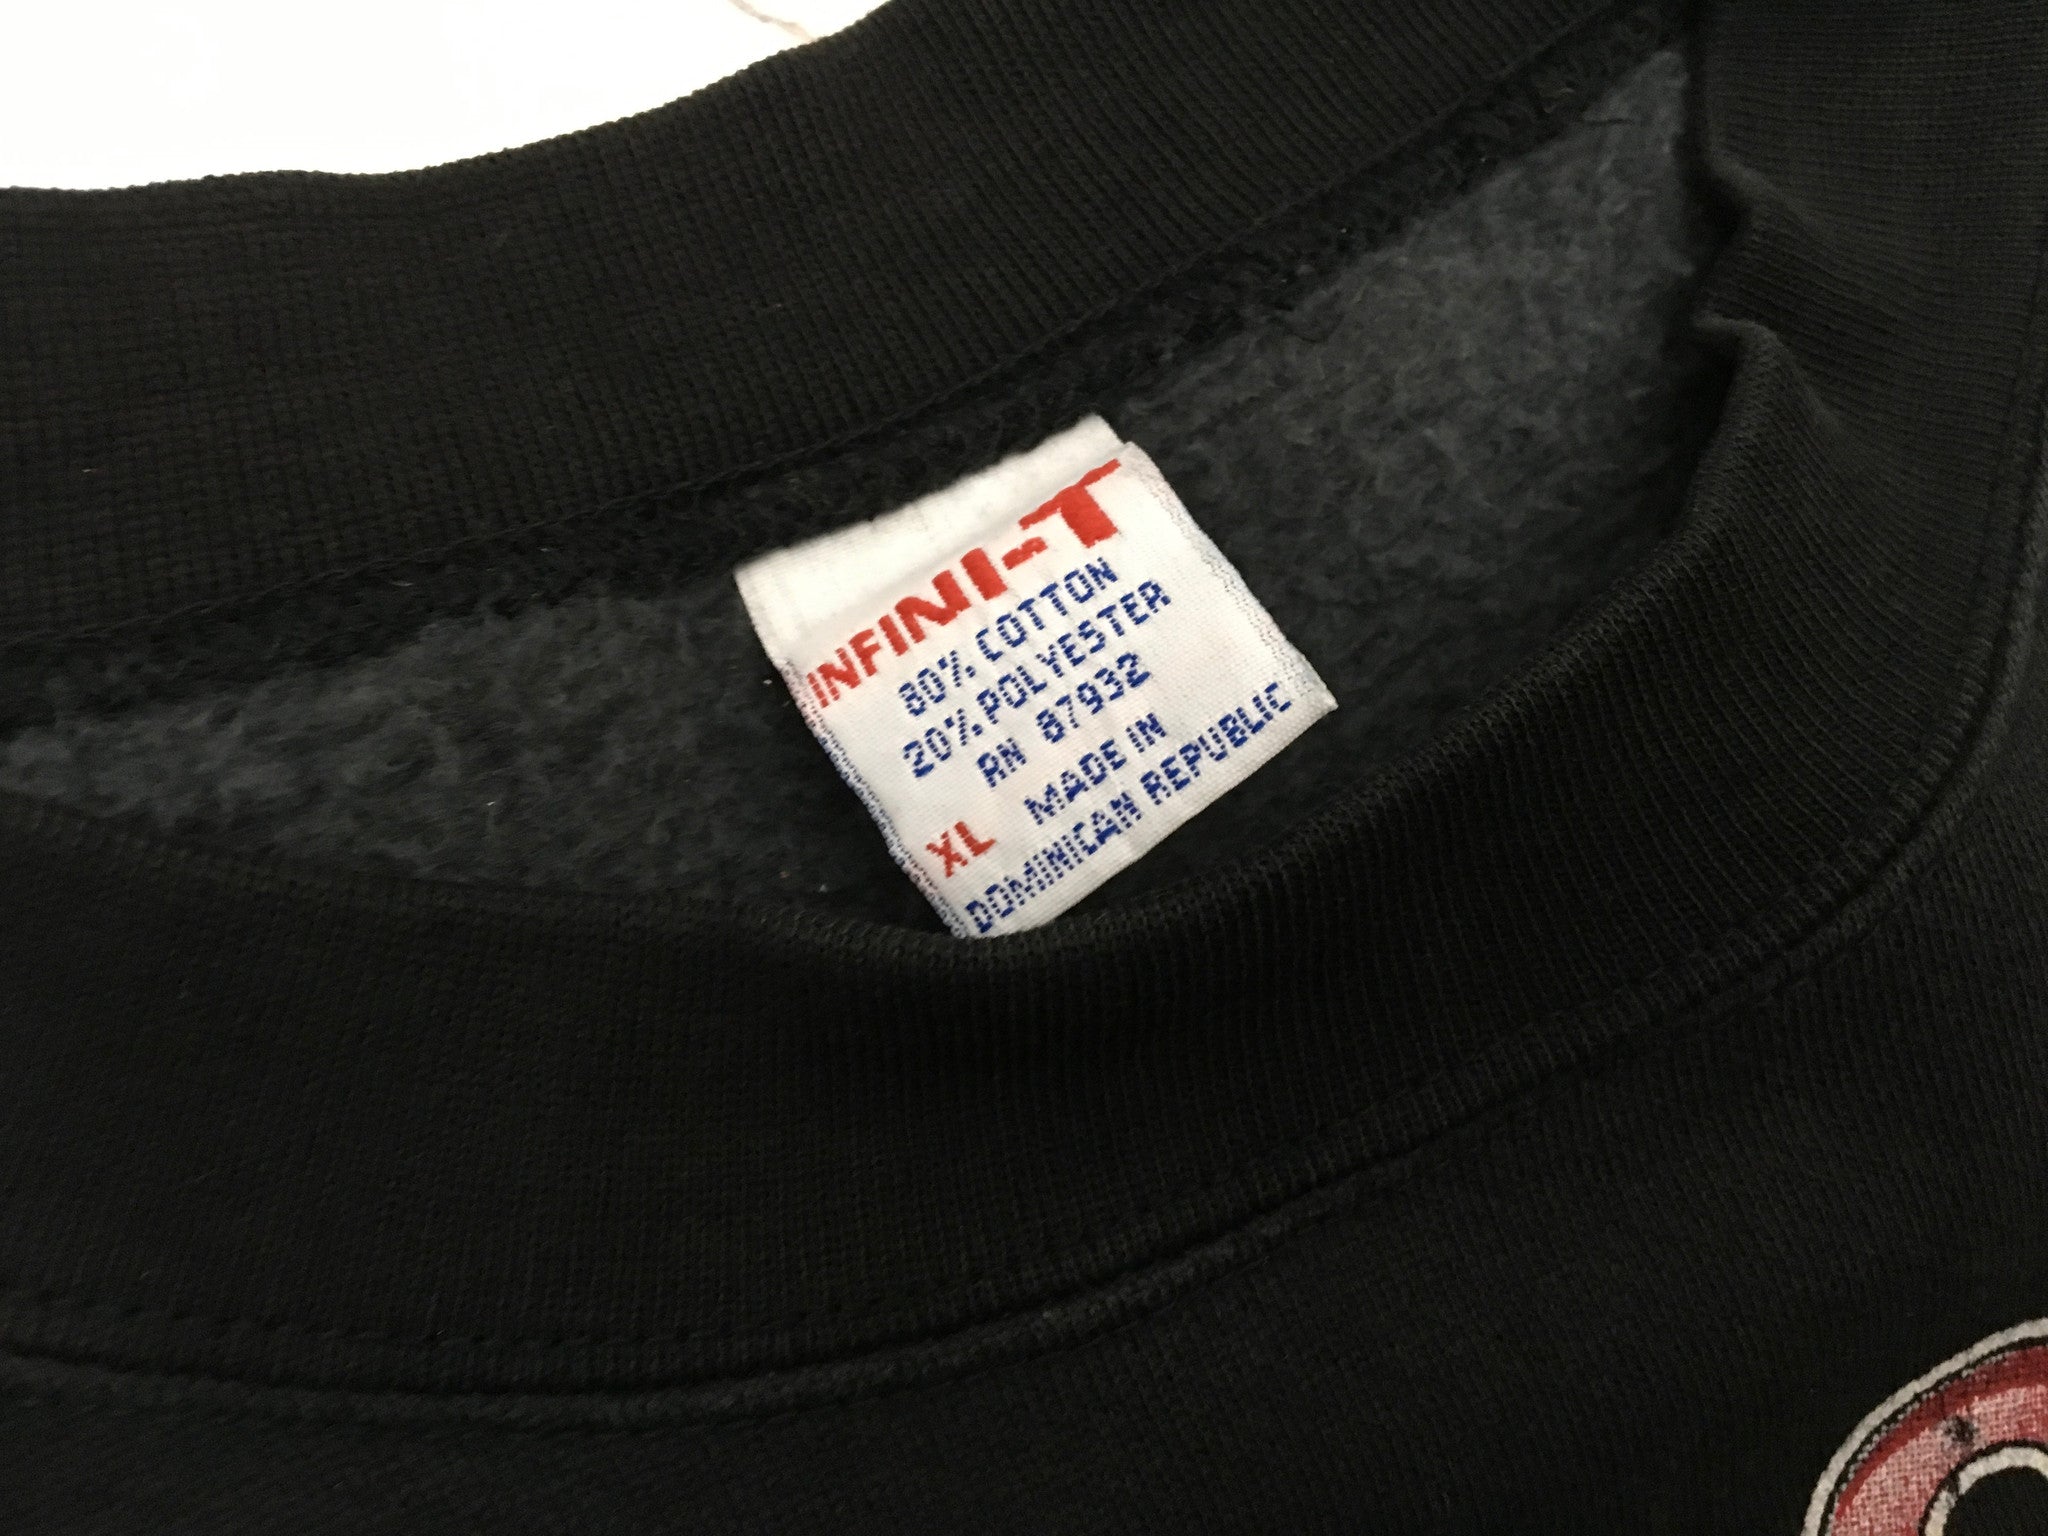 INFINI-T
80% COTTON
20% POLYESTER
RN 87932
XL MADE IN
DOMINICAN REPUBLIC